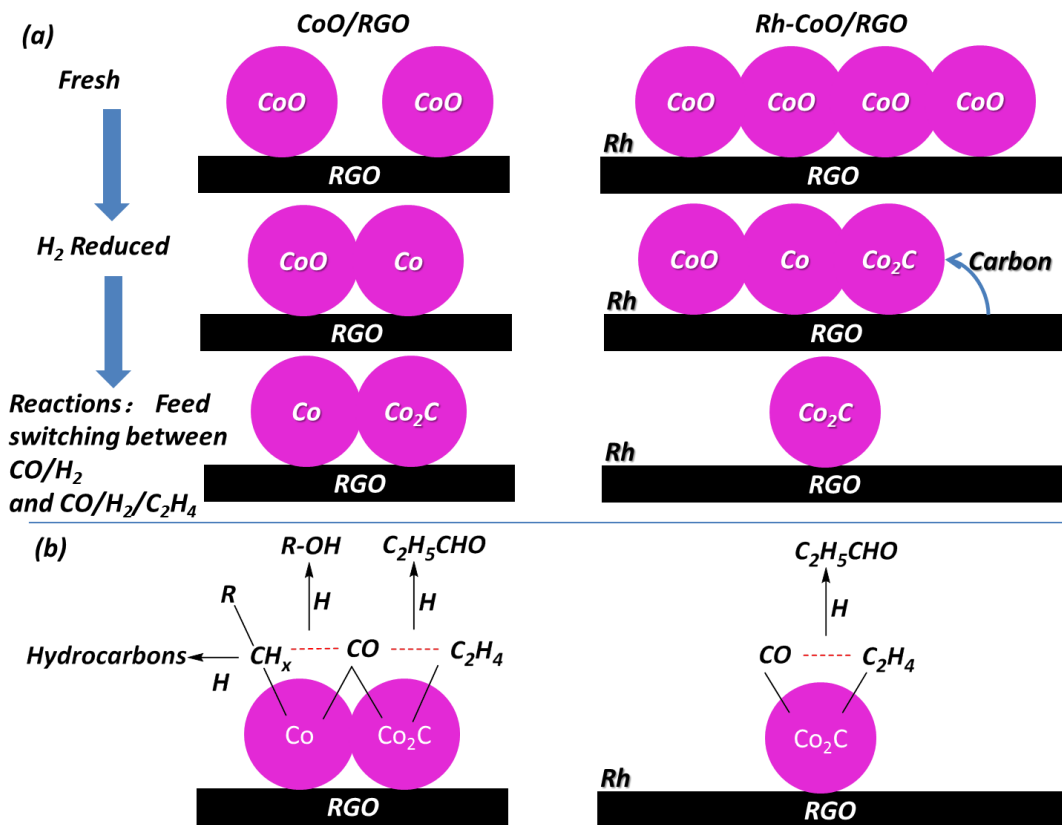 (a)
CoO/RGO
Rh-CoO/RGO
Fresh
CoO
CoO
RGO
CoO
CoO
CoO
CoO
Rh
RGO
H₂ Reduced
CoO
Co
RGO
CoO
Co
Co₂C
Carbon
Rh
RGO
Reactions： Feed
switching between
CO/H₂
and CO/H₂/C₂H₄
Co
Co₂C
RGO
Co₂C
Rh
RGO
(b)
R-OH
C₂H₅CHO
R
H
H
Hydrocarbons
H
CHₓ
CO
C₂H₄
Co
Co₂C
RGO
C₂H₅CHO
H
CO
C₂H₄
Co₂C
Rh
RGO